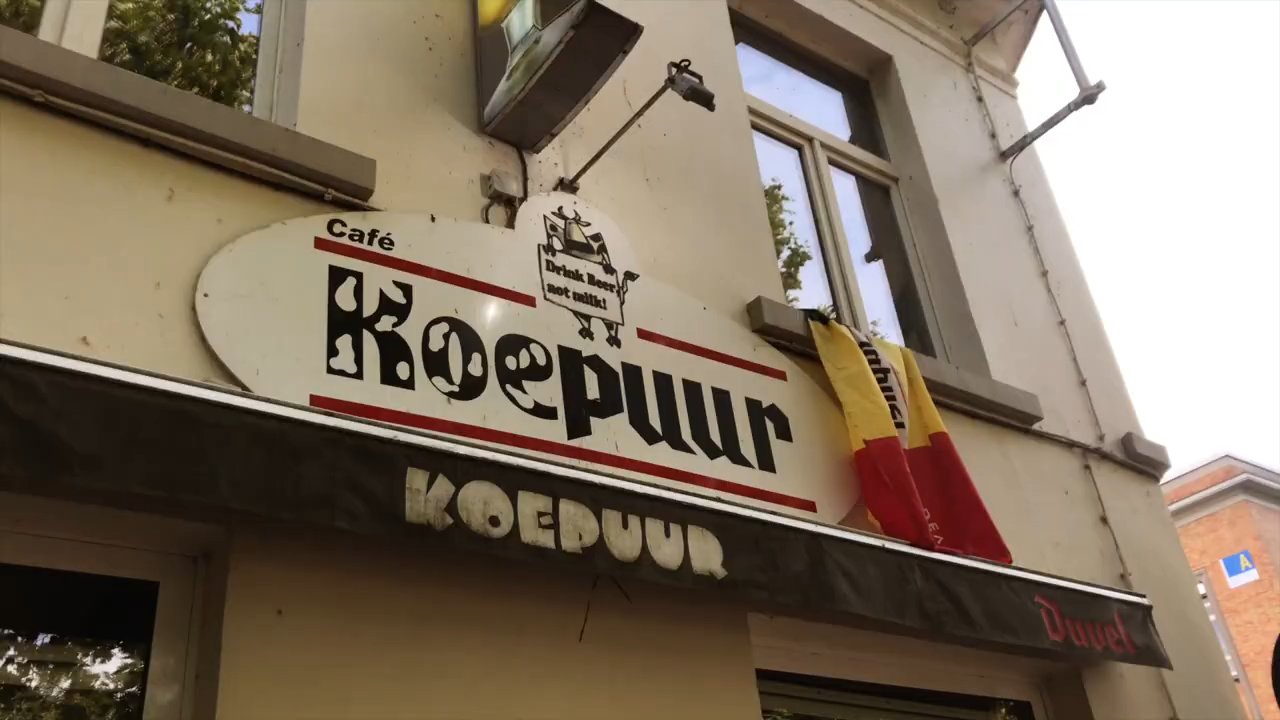 Café
Drink Beer
not milk!
Koepuur
KOEPUUR
Duvel
A